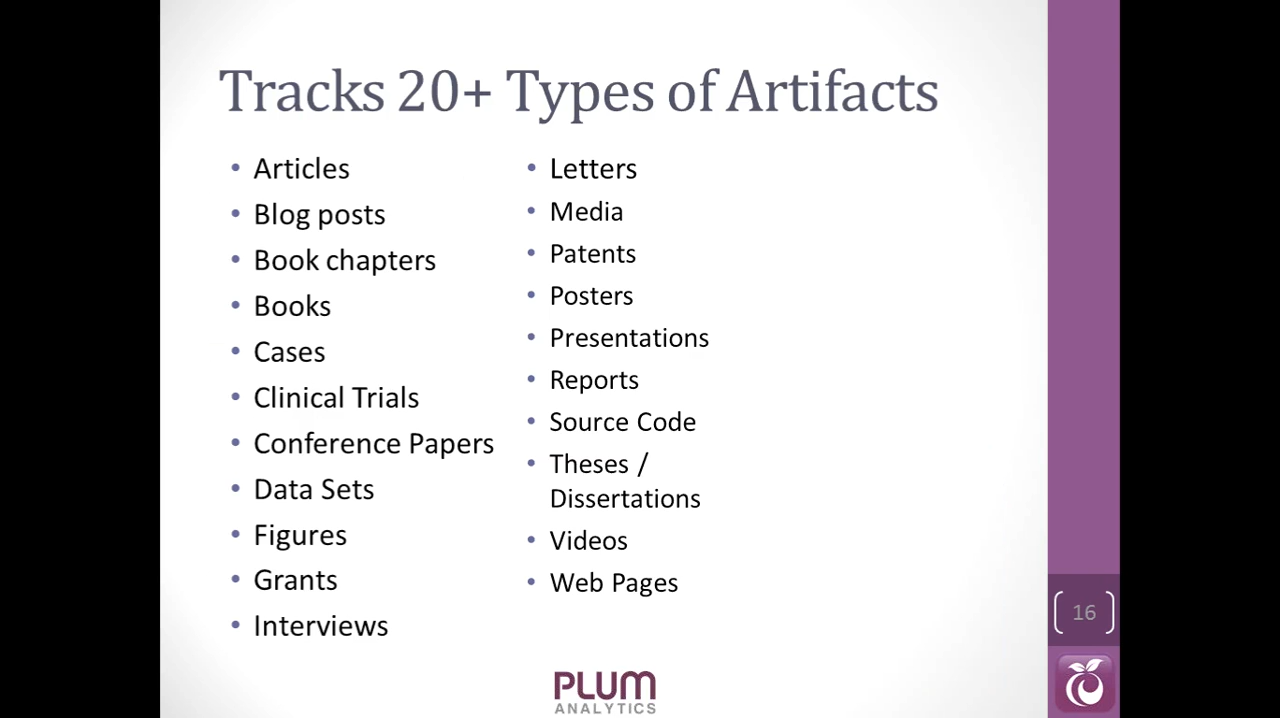 Tracks 20+ Types of Artifacts
• Articles
• Blog posts
• Book chapters
• Books
• Cases
• Clinical Trials
• Conference Papers
• Data Sets
• Figures
• Grants
• Interviews
• Letters
• Media
• Patents
• Posters
• Presentations
• Reports
• Source Code
• Theses /
Dissertations
• Videos
• Web Pages
16
PLUM
ANALYTICS